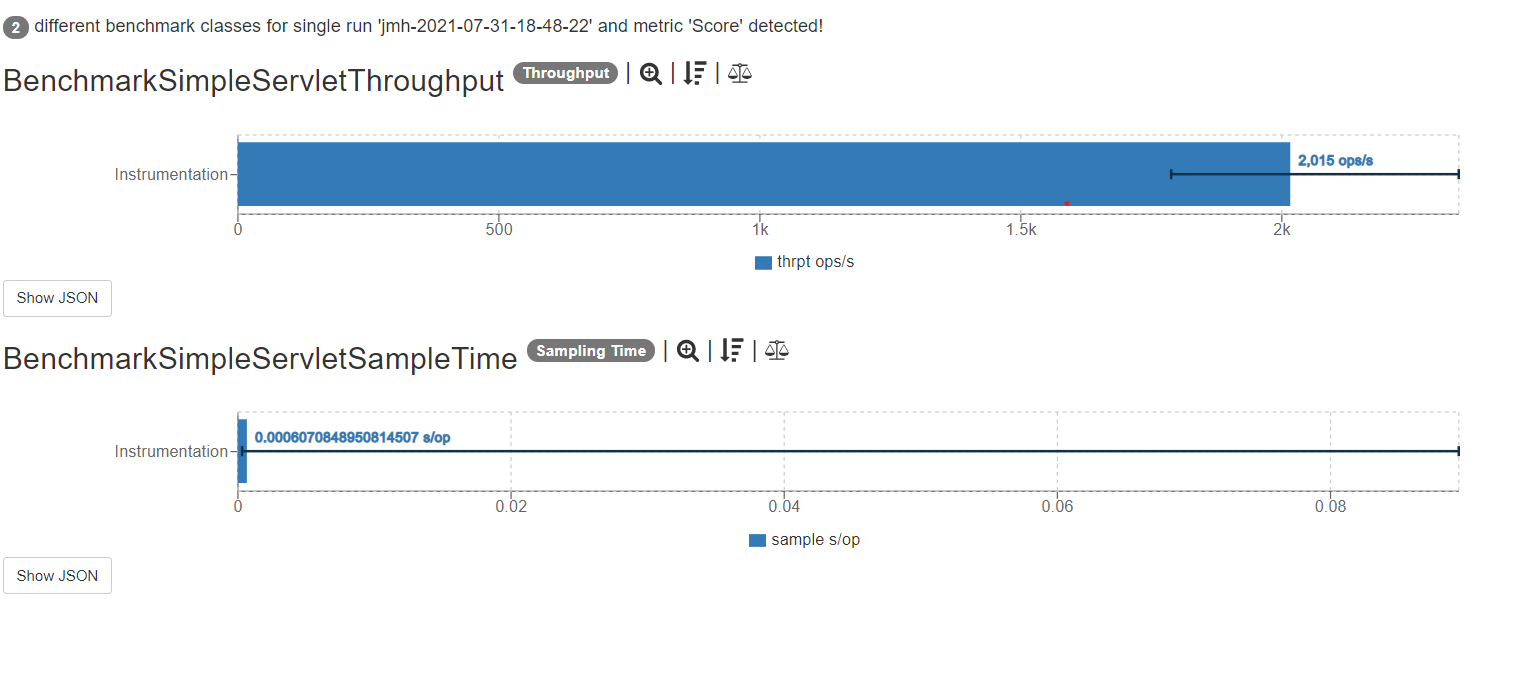 2 different benchmark classes for single run 'jmh-2021-07-31-18-48-22' and metric 'Score' detected!
BenchmarkSimpleServletThroughput Throughput | | |
2,015 ops/s
Instrumentation
0 500 1k 1.5k 2k
thrpt ops/s
Show JSON
BenchmarkSimpleServletSampleTime Sampling Time | | |
0.0006070848950814507 s/op
Instrumentation
0 0.02 0.04 0.06 0.08
sample s/op
Show JSON